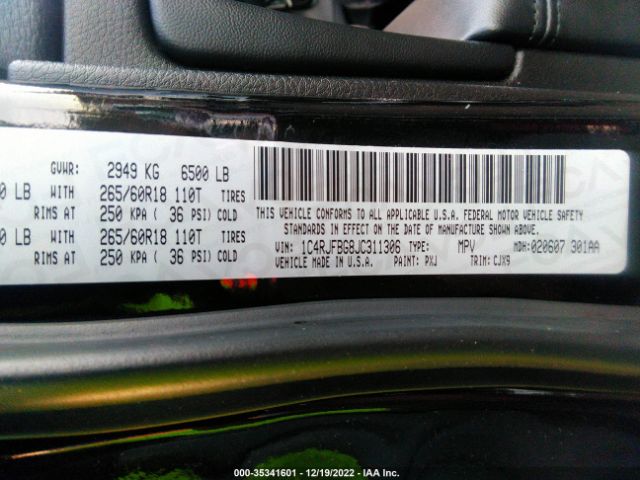 GVWR: 2949 KG 6500 LB
0 LB WITH 265/60R18 110T TIRES
RIMS AT 250 KPA ( 36 PSI) COLD
0 LB WITH 265/60R18 110T TIRES
RIMS AT 250 KPA ( 36 PSI) COLD
THIS VEHICLE CONFORMS TO ALL APPLICABLE U.S.A. FEDERAL MOTOR VEHICLE SAFETY
STANDARDS IN EFFECT ON THE DATE OF MANUFACTURE SHOWN ABOVE.
VIN: 1C4RJFBG8JC311306 TYPE: MPV MDH:020607 301AA
VEHICLE MADE IN U.S.A. PAINT: PXJ TRIM: CJX9
000-35341601 - 12/19/2022 - IAA Inc.